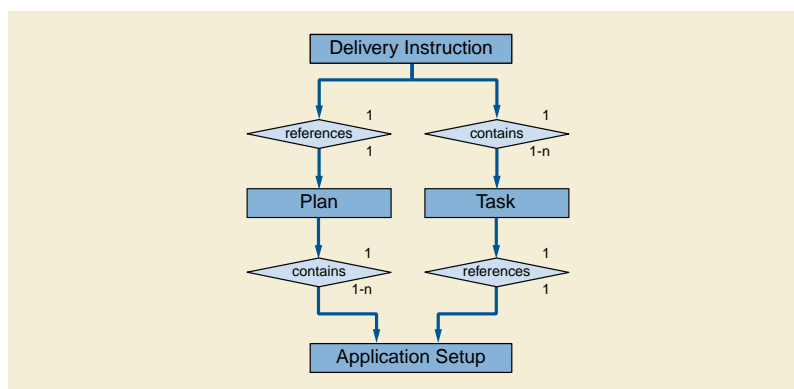 Delivery Instruction
1 1
references contains
1 1-n
Plan Task
1 1
contains references
1-n 1
Application Setup